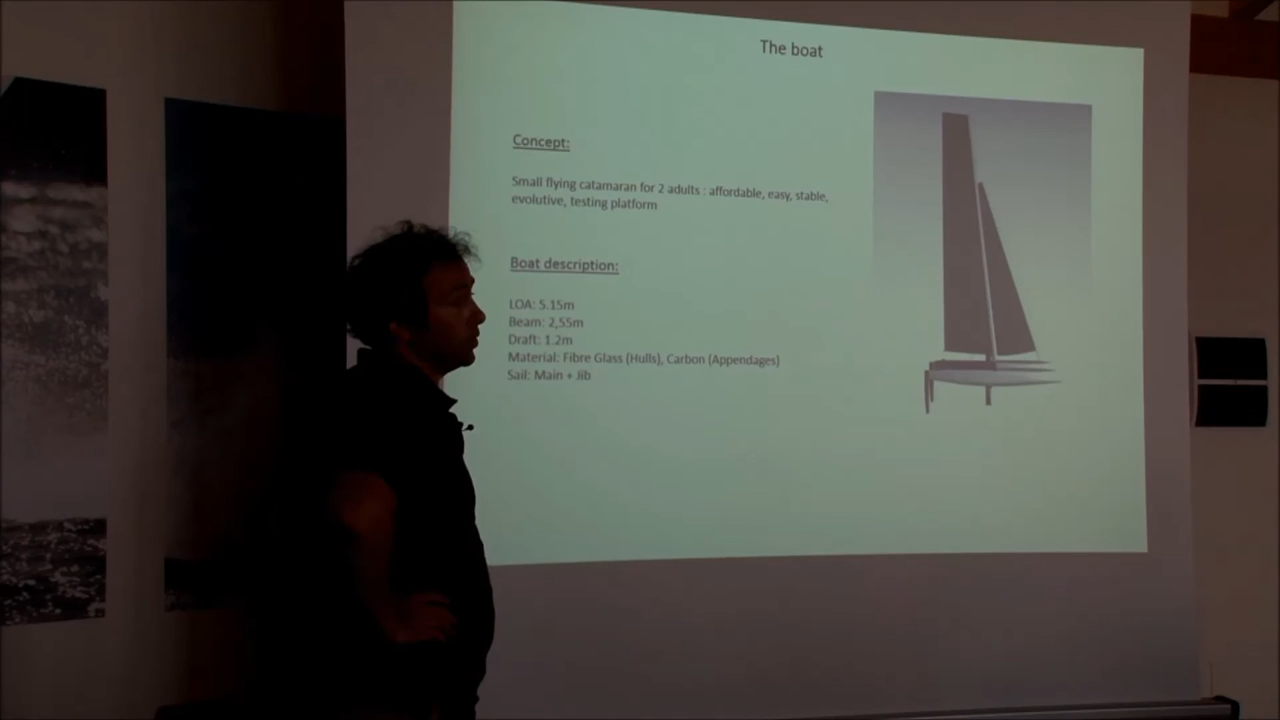 The boat
Concept:
Small flying catamaran for 2 adults : affordable, easy, stable,
evolutive, testing platform
Boat description:
LOA: 5.15m
Beam: 2,55m
Draft: 1.2m
Material: Fibre Glass (Hulls), Carbon (Appendages)
Sail: Main + Jib